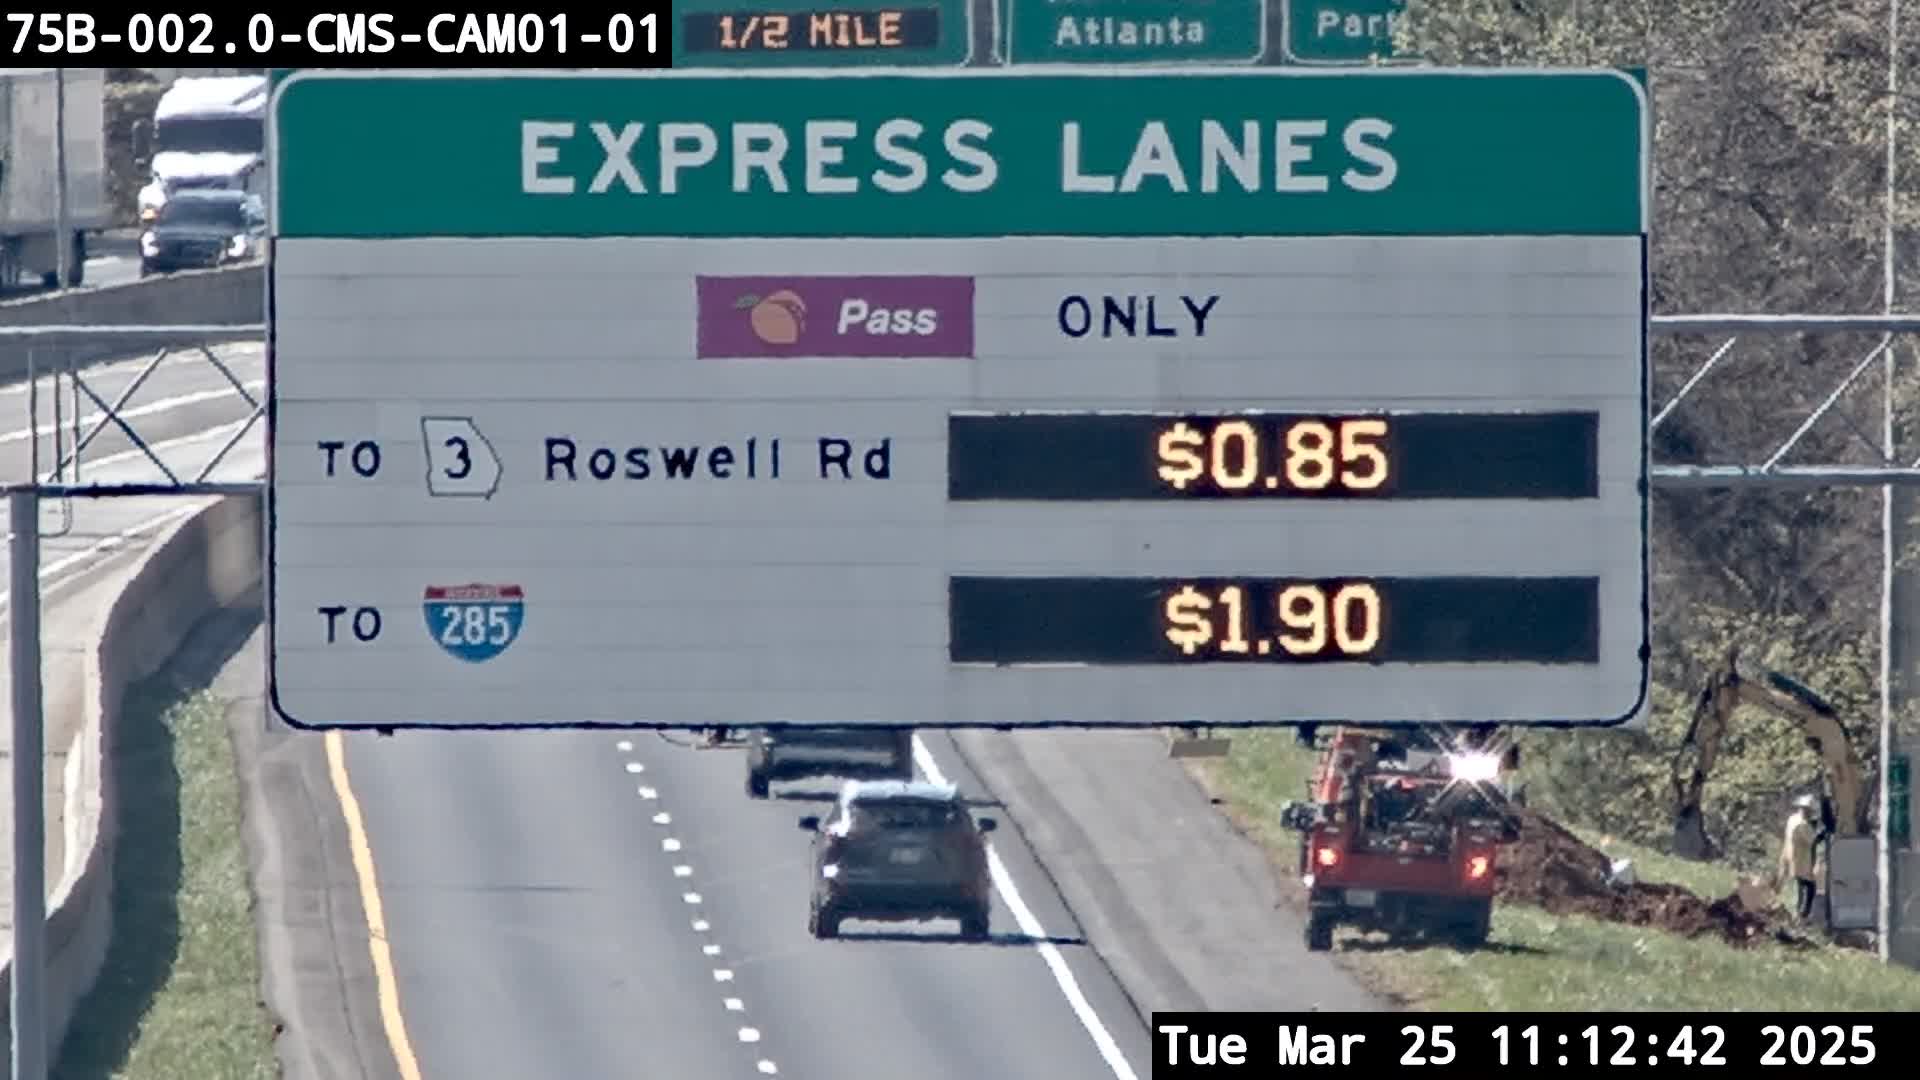 75B-002.0-CMS-CAM01-01
1/2 MILE
Atlanta
EXPRESS LANES
Pass ONLY
TO 3 Roswell Rd $0.85
TO 285 $1.90
Tue Mar 25 11:12:42 2025